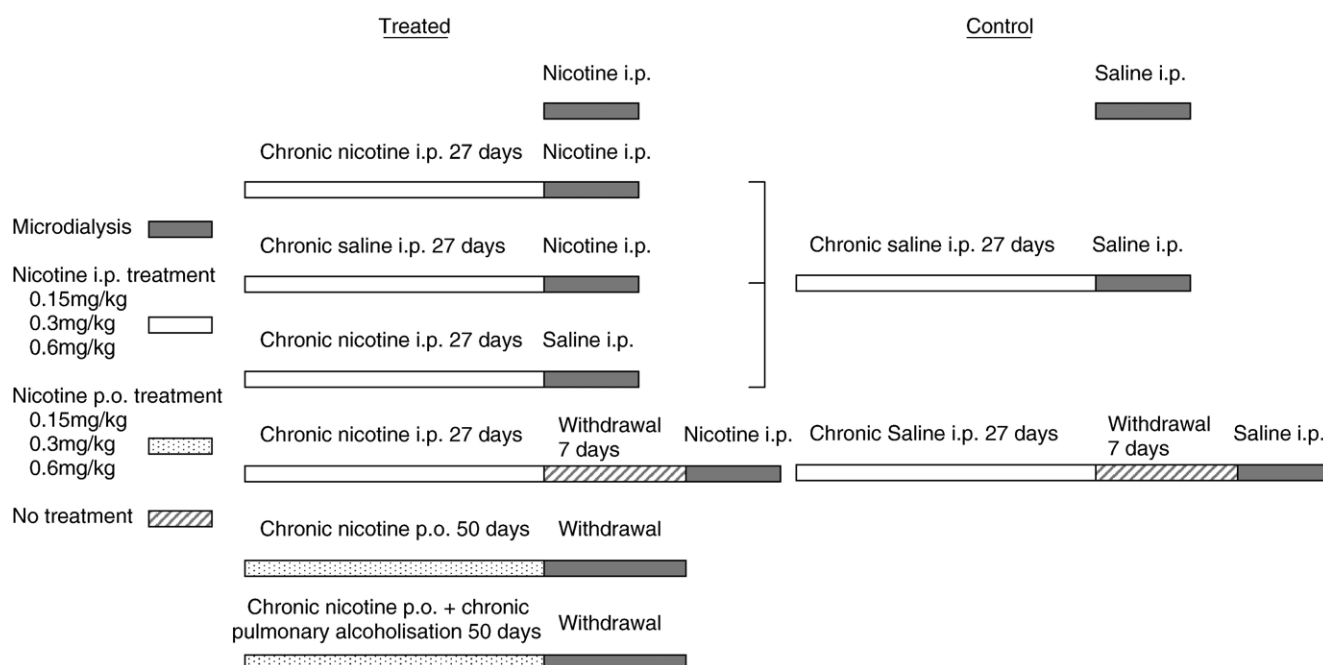 Treated
Control
Nicotine i.p.
Saline i.p.
Chronic nicotine i.p. 27 days
Nicotine i.p.
Microdialysis
Chronic saline i.p. 27 days
Nicotine i.p.
Chronic saline i.p. 27 days
Saline i.p.
Nicotine i.p. treatment
0.15mg/kg
0.3mg/kg
0.6mg/kg
Chronic nicotine i.p. 27 days
Saline i.p.
Nicotine p.o. treatment
0.15mg/kg
0.3mg/kg
0.6mg/kg
Chronic nicotine i.p. 27 days
Withdrawal
7 days
Nicotine i.p.
Chronic Saline i.p. 27 days
Withdrawal
7 days
Saline i.p.
No treatment
Chronic nicotine p.o. 50 days
Withdrawal
Chronic nicotine p.o. + chronic
pulmonary alcoholisation 50 days
Withdrawal